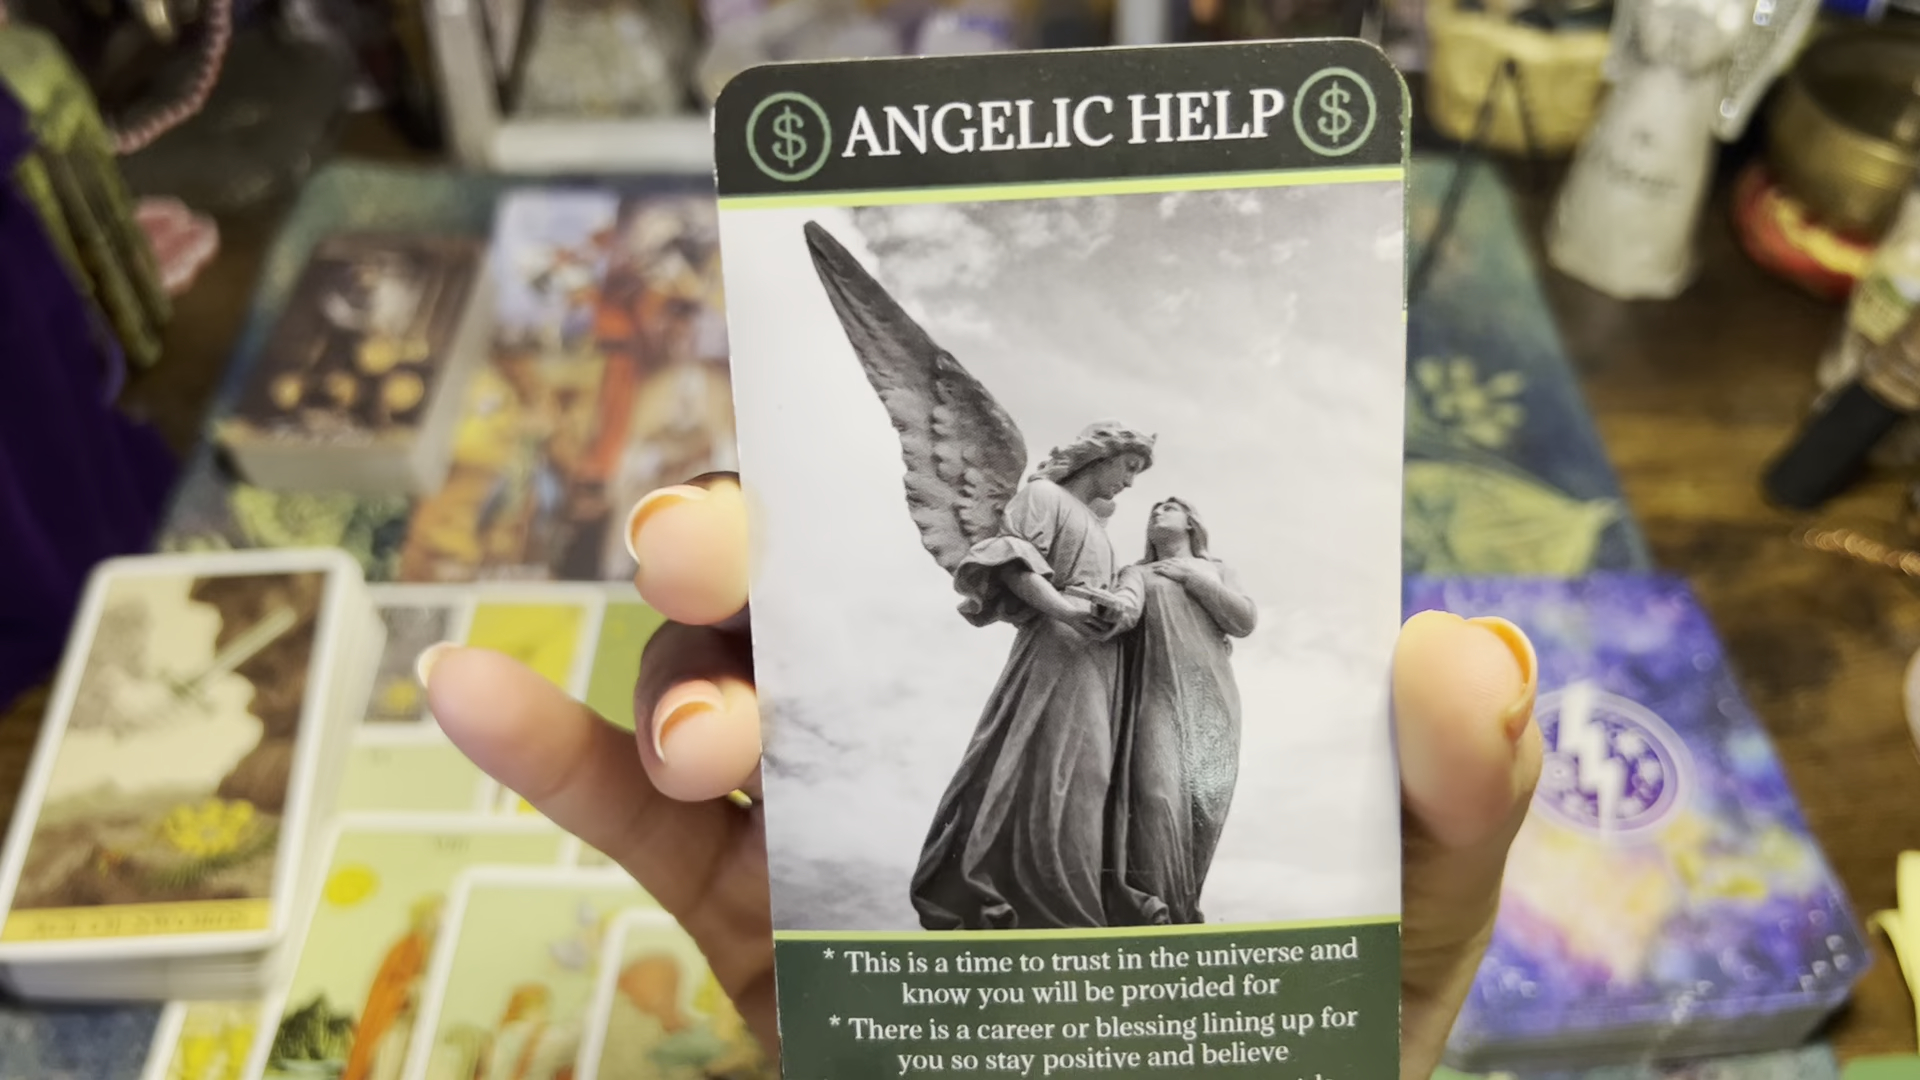 $ ANGELIC HELP $
* This is a time to trust in the universe and
know you will be provided for
* There is a career or blessing lining up for
you so stay positive and believe